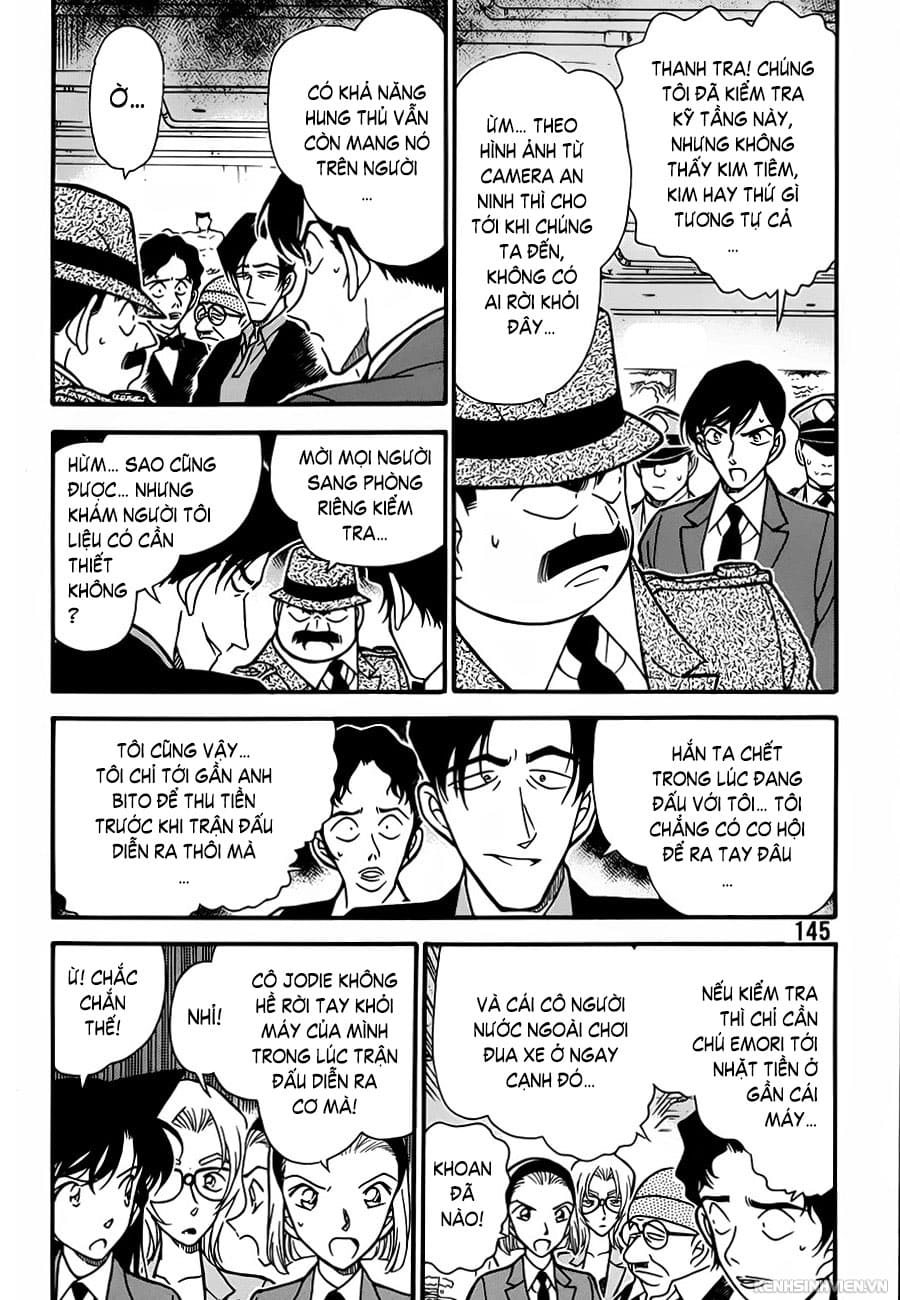 THANH TRA! CHÚNG
TÔI ĐÃ KIỂM TRA
KỸ TẦNG NÀY,
NHƯNG KHÔNG
THẤY KIM TIÊM,
KIM HAY THỨ GÌ
TƯƠNG TỰ CẢ
...
ỪM... THEO
HÌNH ẢNH TỪ
CAMERA AN
NINH THÌ CHO
TỚI KHI CHÚNG
TA ĐẾN,
KHÔNG CÓ
AI RỜI KHỎI
ĐÂY...
CÓ KHẢ NĂNG
HUNG THỦ VẪN
CÒN MANG NÓ
TRÊN NGƯỜI
...
Ờ...
MỜI MỌI NGƯỜI
SANG PHÒNG
RIÊNG KIỂM
TRA...
HỪM... SAO CŨNG
ĐƯỢC... NHƯNG
KHÁM NGƯỜI TÔI
LIỆU CÓ CẦN
THIẾT
KHÔNG
?
HẮN TA CHẾT
TRONG LÚC ĐANG
ĐẤU VỚI TÔI... TÔI
CHẲNG CÓ CƠ HỘI
ĐỂ RA TAY ĐÂU
...
TÔI CŨNG VẬY...
TÔI CHỈ TỚI GẦN ANH
BITO ĐỂ THU TIỀN
TRƯỚC KHI TRẬN ĐẤU
DIỄN RA THÔI MÀ
...
145
NẾU KIỂM TRA
THÌ CHỈ CẦN
CHÚ EMORI TỚI
NHẶT TIỀN Ở
GẦN CÁI
MÁY...
VÀ CÁI CÔ NGƯỜI
NƯỚC NGOÀI CHƠI
ĐUA XE Ở NGAY
CẠNH ĐÓ...
KHOAN
ĐÃ
NÀO!
CÔ JODIE KHÔNG
HỀ RỜI TAY KHỎI
MÁY CỦA MÌNH
TRONG LÚC TRẬN
ĐẤU DIỄN RA
CƠ MÀ!
NHỈ!
Ừ! CHẮC
CHẮN
THẾ!
KENHSINHVIEN.VN